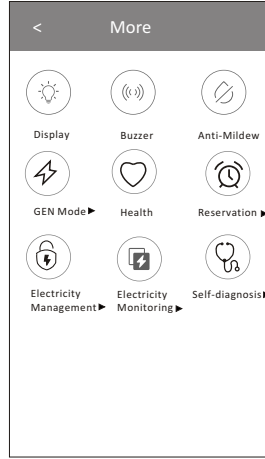 < More
Display Buzzer Anti-Mildew
GEN Mode► Health Reservation ►
Electricity Electricity Self-diagnosis►
Management► Monitoring ►